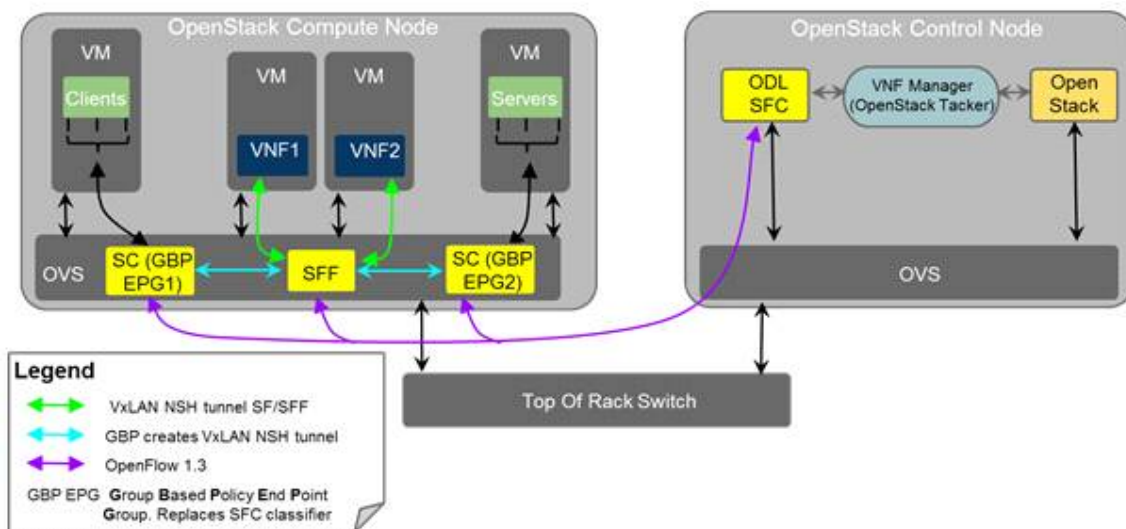 OpenStack Compute Node
VM
Clients
VM
VNF1
VM
VNF2
VM
Servers
OVS
SC (GBP
EPG1)
SFF
SC (GBP
EPG2)
OpenStack Control Node
ODL
SFC
VNF Manager
(OpenStack Tacker)
Open
Stack
OVS
Top Of Rack Switch
Legend
VxLAN NSH tunnel SF/SFF
GBP creates VxLAN NSH tunnel
OpenFlow 1.3
GBP EPG Group Based Policy End Point
Group. Replaces SFC classifier